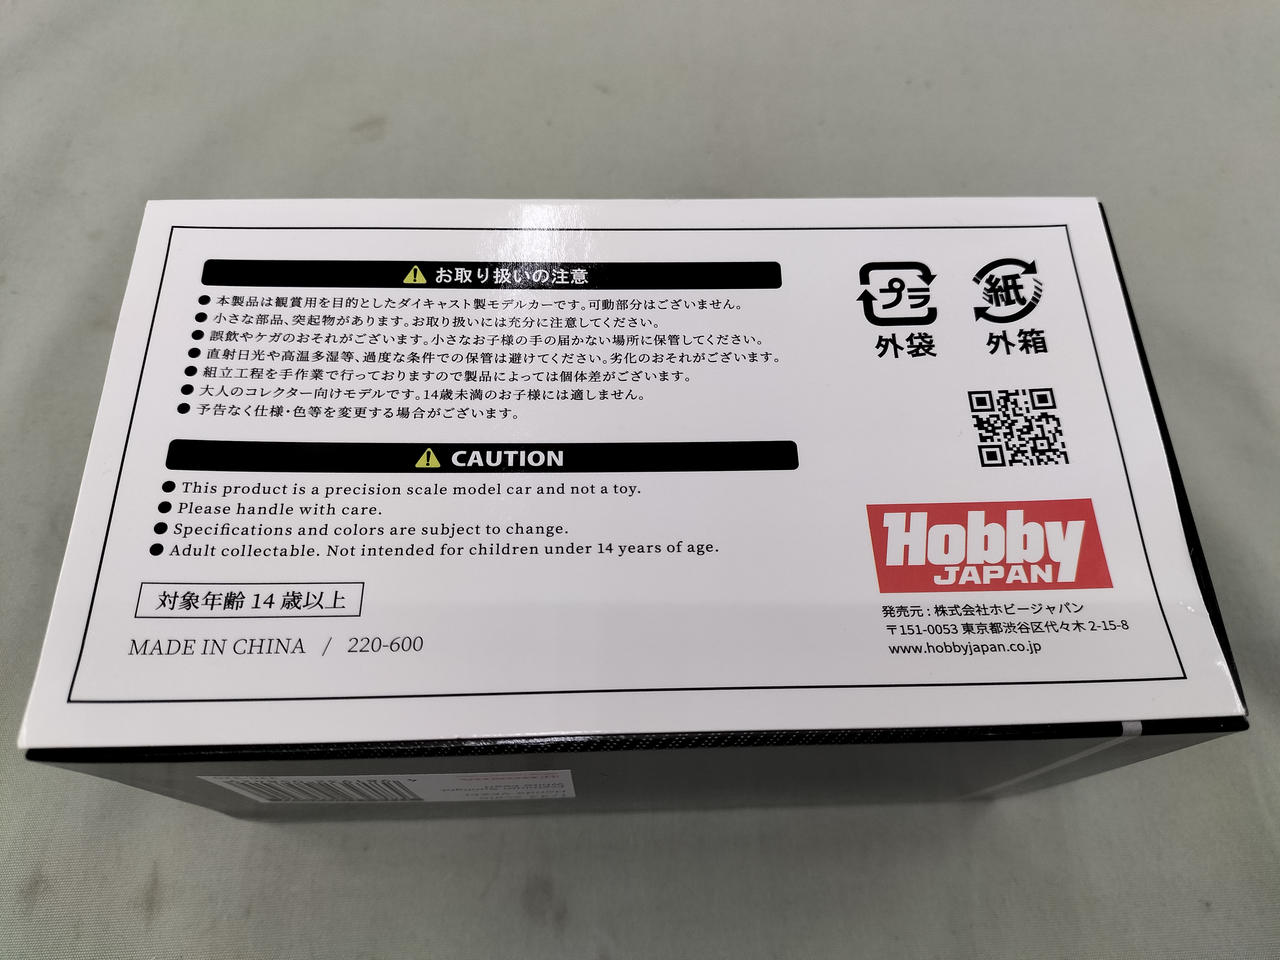 お取り扱いの注意
●本製品は観賞用を目的としたダイキャスト製モデルカーです。可動部分はございません。
●小さな部品、突起物があります。お取り扱いには充分に注意してください。
●誤飲やケガのおそれがございます。小さなお子様の手の届かない場所に保管してください。
●直射日光や高温多湿等、過度な条件での保管は避けてください。劣化のおそれがございます。
●組立工程を手作業で行っておりますので製品によっては個体差がございます。
●大人のコレクター向けモデルです。14歳未満のお子様には適しません。
●予告なく仕様・色等を変更する場合がございます。
CAUTION
●This product is a precision scale model car and not a toy.
●Please handle with care.
●Specifications and colors are subject to change.
●Adult collectable. Not intended for children under 14 years of age.
対象年齢 14 歳以上
MADE IN CHINA / 220-600
プラ
外袋
紙
外箱
Hobby
JAPAN
発売元 : 株式会社ホビージャパン
〒151-0053 東京都渋谷区代々木 2-15-8
www.hobbyjapan.co.jp